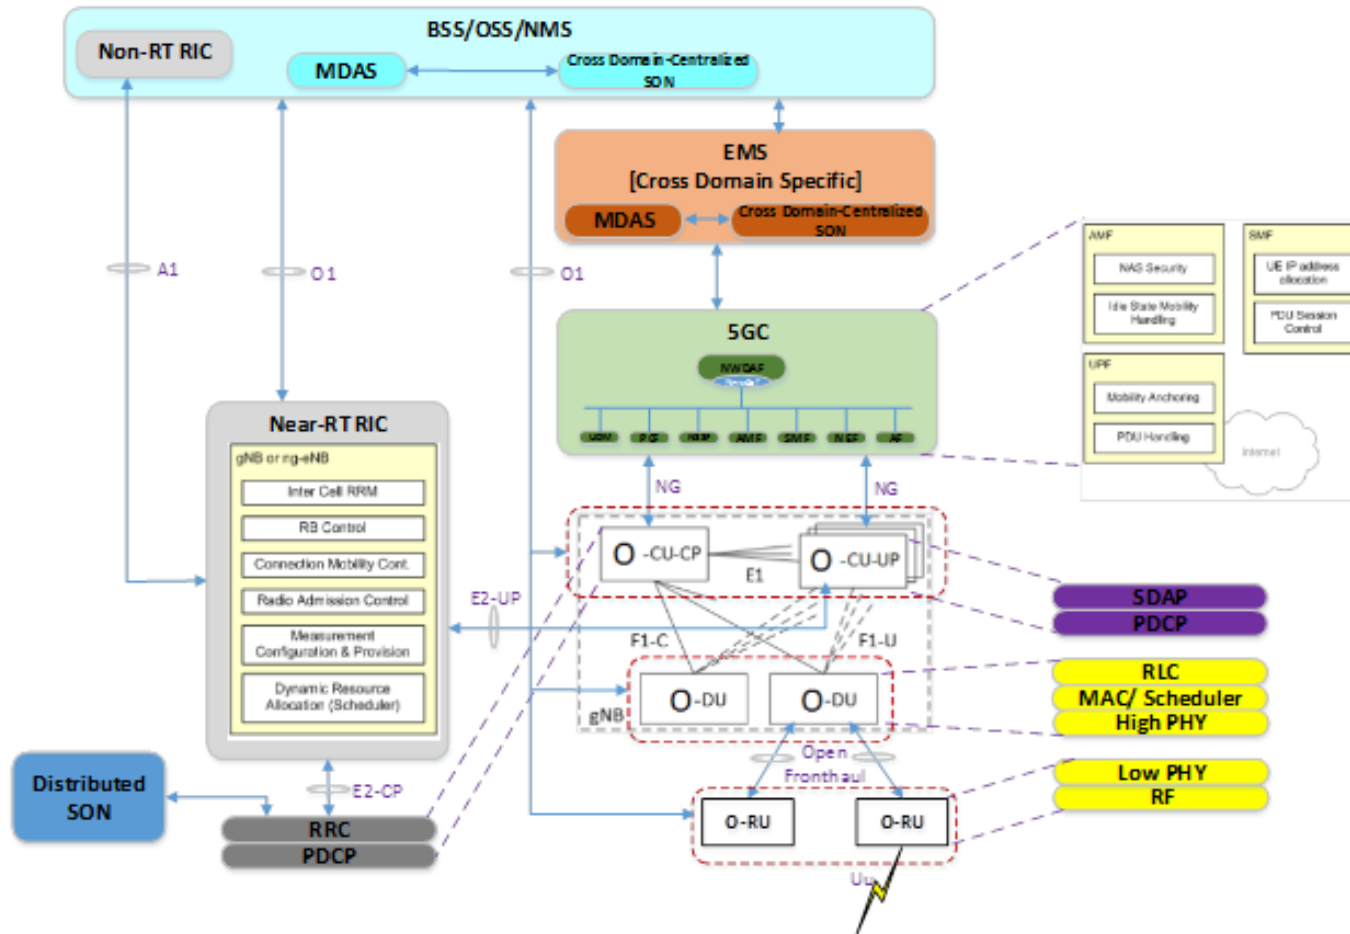 BSS/OSS/NMS
Non-RT RIC
MDAS
Cross Domain-Centralized
SON
EMS
[Cross Domain Specific]
MDAS
Cross Domain-Centralized
SON
A1
O1
O1
AMF
NAS Security
Idle State Mobility
Handling
SMF
UE IP address
allocation
PDU Session
Control
UPF
Mobility Anchoring
PDU Handling
Internet
5GC
NWDAF
UDM
PCF
AMF
SMF
NEF
AF
NG
NG
Near-RT RIC
gNB or ng-eNB
Inter Cell RRM
RB Control
Connection Mobility Cont.
Radio Admission Control
Measurement
Configuration & Provision
Dynamic Resource
Allocation (Scheduler)
O-CU-CP
E1
O-CU-UP
E2-UP
F1-C
F1-U
SDAP
PDCP
O-DU
O-DU
gNB
RLC
MAC/ Scheduler
High PHY
Open
Fronthaul
Low PHY
RF
Distributed
SON
E2-CP
RRC
PDCP
O-RU
O-RU
Uu